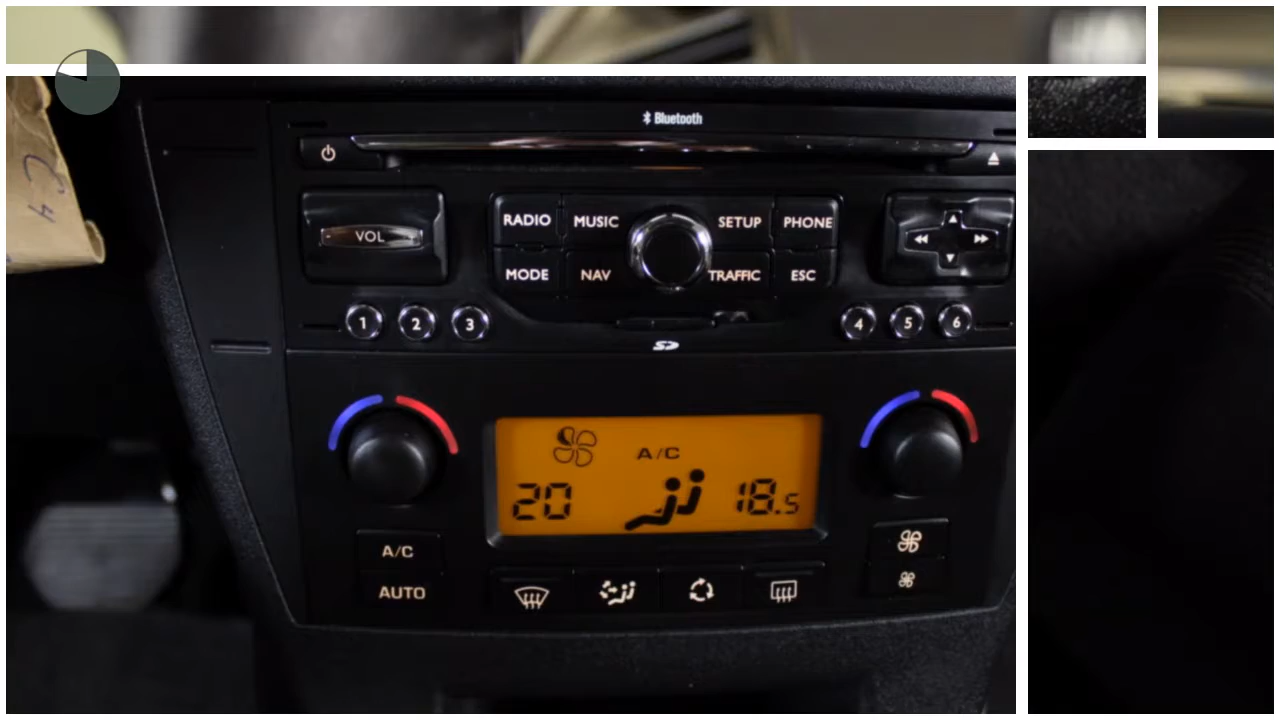 Bluetooth
C4
VOL
RADIO MUSIC SETUP PHONE
MODE NAV TRAFFIC ESC
1 2 3 4 5 6
SD
A/C
20 18.5
A/C
AUTO